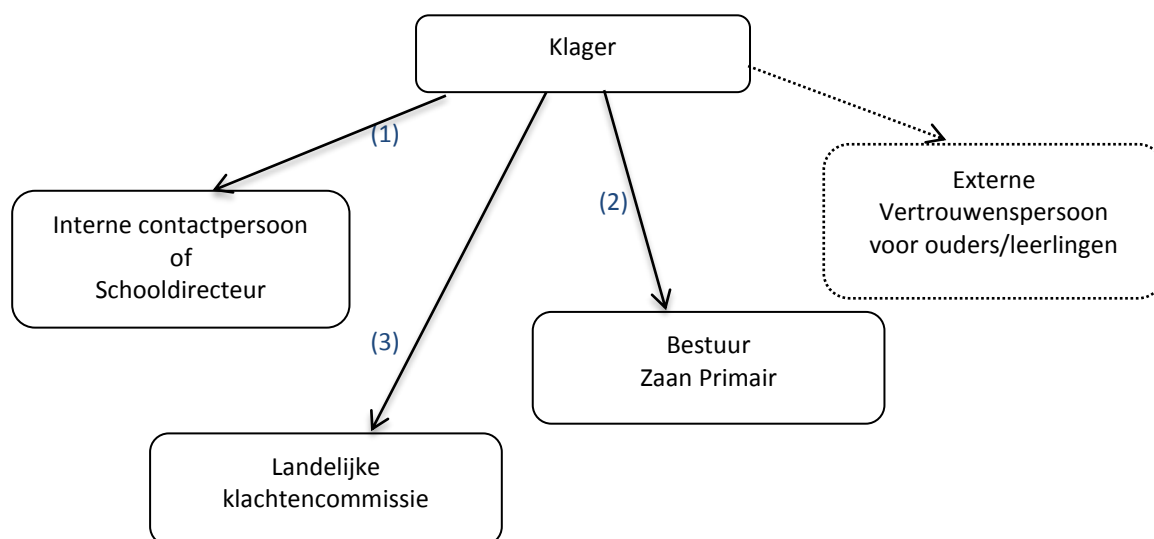 Klager
(1)
Interne contactpersoon
of
Schooldirecteur
(2)
Externe
Vertrouwenspersoon
voor ouders/leerlingen
(3)
Bestuur
Zaan Primair
Landelijke
klachtencommissie